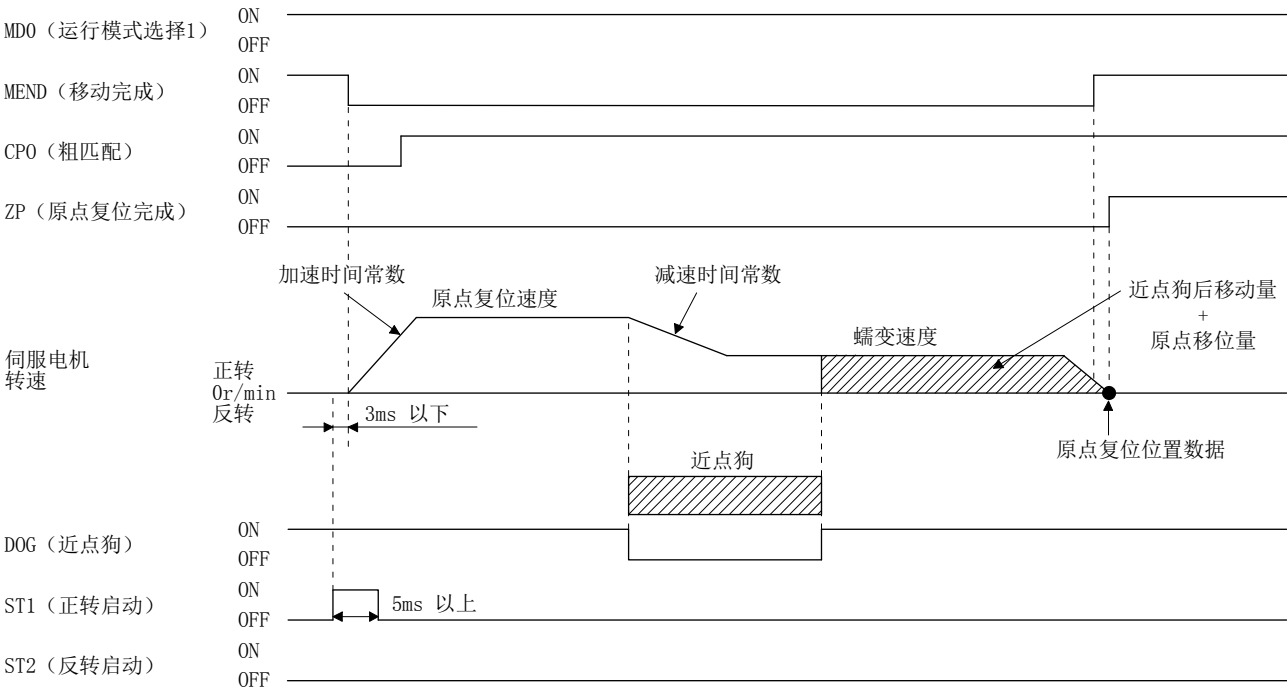 MD0（运行模式选择1）
ON
OFF
MEND（移动完成）
ON
OFF
CPO（粗匹配）
ON
OFF
ZP（原点复位完成）
ON
OFF
加速时间常数
原点复位速度
减速时间常数
蠕变速度
近点狗后移动量
+
原点移位量
伺服电机
转速
正转
0r/min
反转
3ms 以下
原点复位位置数据
近点狗
DOG（近点狗）
ON
OFF
ST1（正转启动）
ON
OFF
5ms 以上
ST2（反转启动）
ON
OFF